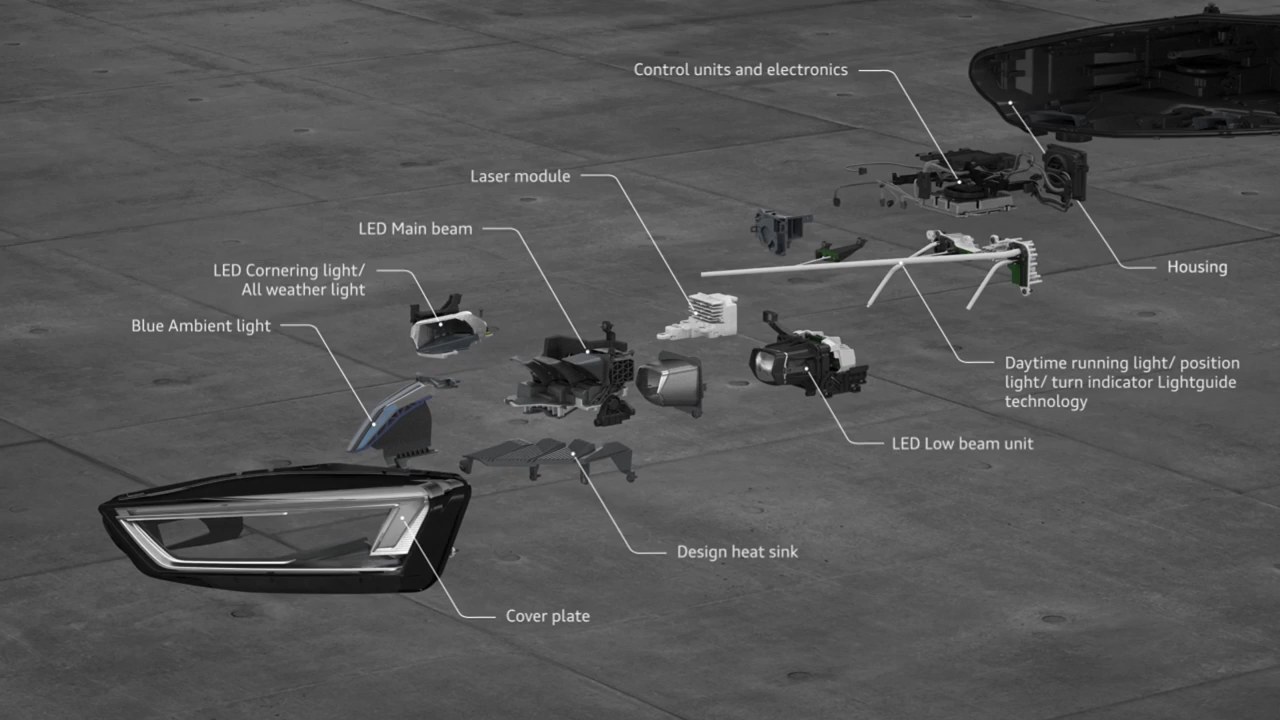 Control units and electronics
Laser module
LED Main beam
LED Cornering light/
All weather light
Blue Ambient light
Housing
Daytime running light/ position
light/ turn indicator Lightguide
technology
LED Low beam unit
Design heat sink
Cover plate